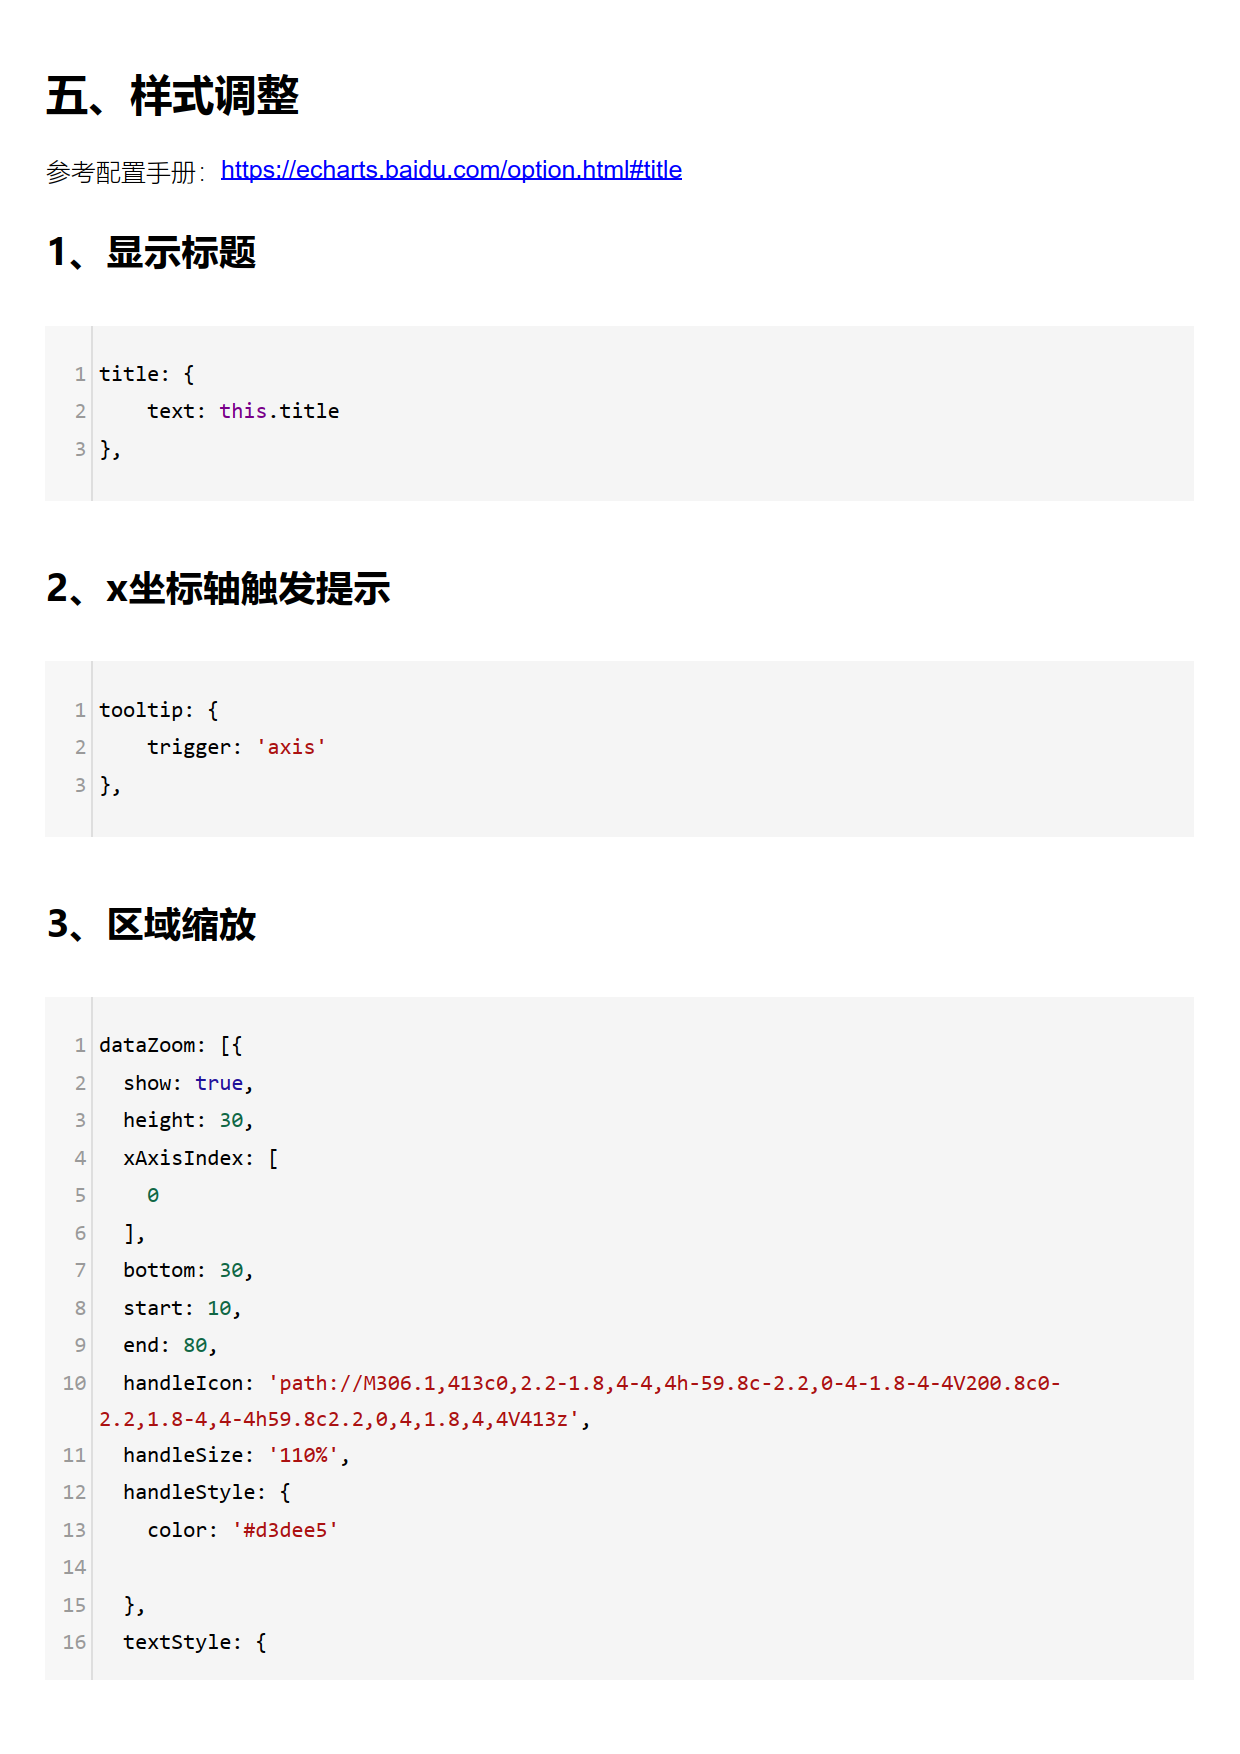 五、样式调整
参考配置手册：https://echarts.baidu.com/option.html#title
1、显示标题
1 title: {
2     text: this.title
3 },
2、x坐标轴触发提示
1 tooltip: {
2     trigger: 'axis'
3 },
3、区域缩放
1 dataZoom: [{
2   show: true,
3   height: 30,
4   xAxisIndex: [
5     0
6   ],
7   bottom: 30,
8   start: 10,
9   end: 80,
10   handleIcon: 'path://M306.1,413c0,2.2-1.8,4-4,4h-59.8c-2.2,0-4-1.8-4-4V200.8c0-
2.2,1.8-4,4-4h59.8c2.2,0,4,1.8,4,4V413z',
11   handleSize: '110%',
12   handleStyle: {
13     color: '#d3dee5'
14
15   },
16   textStyle: {